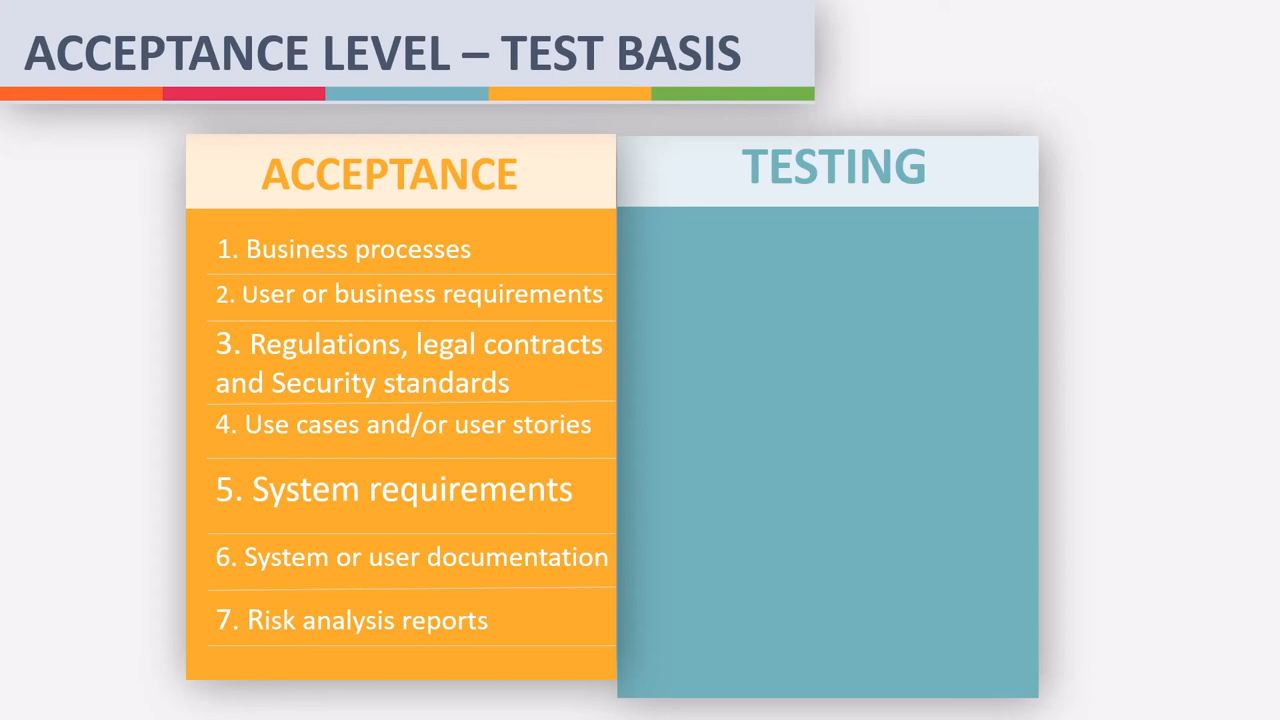 ACCEPTANCE LEVEL – TEST BASIS
ACCEPTANCE
1. Business processes
2. User or business requirements
3. Regulations, legal contracts
and Security standards
4. Use cases and/or user stories
5. System requirements
6. System or user documentation
7. Risk analysis reports
TESTING